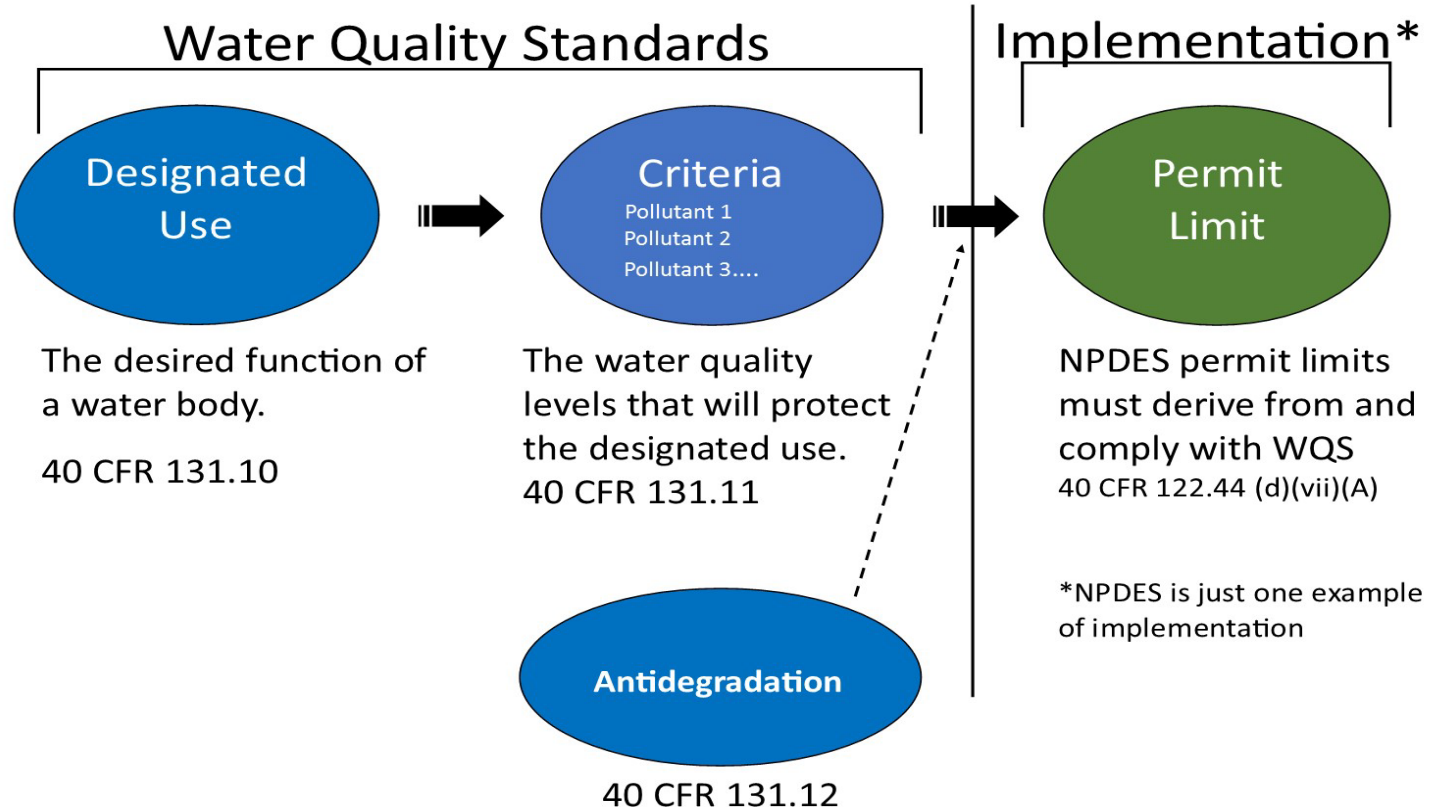 Water Quality Standards
Implementation*
Designated
Use
Criteria
Pollutant 1
Pollutant 2
Pollutant 3....
Permit
Limit
The desired function of
a water body.
40 CFR 131.10
The water quality
levels that will protect
the designated use.
40 CFR 131.11
NPDES permit limits
must derive from and
comply with WQS
40 CFR 122.44 (d)(vii)(A)
*NPDES is just one example
of implementation
Antidegradation
40 CFR 131.12